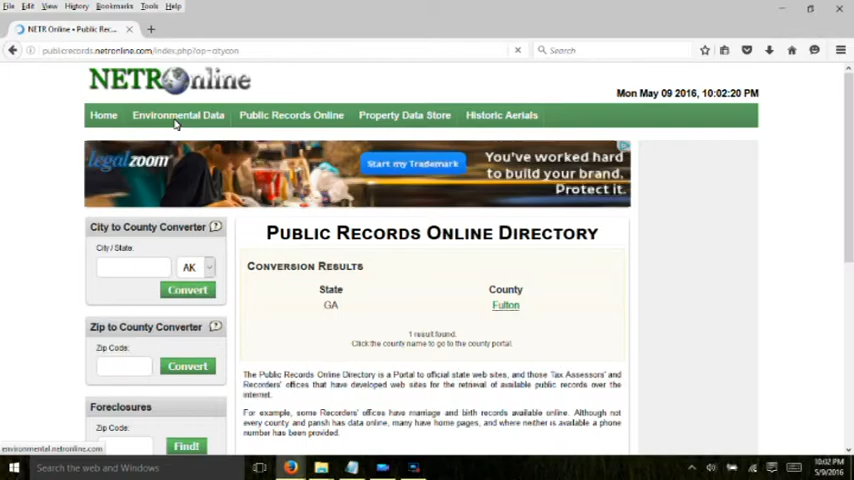 File Edit View History Bookmarks Tools Help
NETR Online • Public Rec...
publicrecords.netronline.com/index.php?op=citycon
Search
NETROnline
Mon May 09 2016, 10:02:20 PM
Home Environmental Data Public Records Online Property Data Store Historic Aerials
legalzoom
Start my Trademark
You've worked hard
to build your brand.
Protect it.
City to County Converter
City / State:
AK
Convert
Zip to County Converter
Zip Code:
Convert
Foreclosures
Zip Code:
Find!
PUBLIC RECORDS ONLINE DIRECTORY
CONVERSION RESULTS
State County
GA Fulton
1 result found.
Click the county name to go to the county portal.
The Public Records Online Directory is a Portal to official state web sites, and those Tax Assessors' and
Recorders' offices that have developed web sites for the retrieval of available public records over the
internet.
For example, some Recorders' offices have marriage and birth records available online. Although not
every county and parish has data online, many have home pages, and where neither is available a phone
number has been provided.
environmental.netronline.com
Search the web and Windows
10:02 PM
5/9/2016